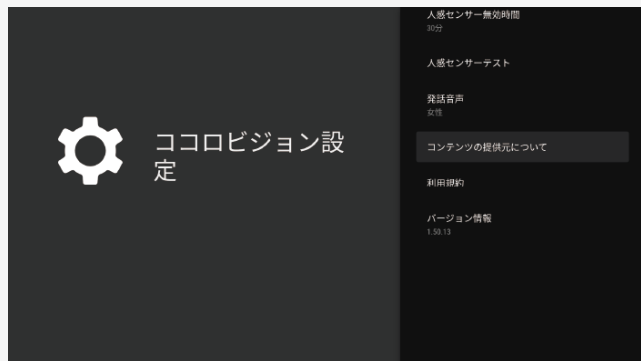 ココロビジョン設
定
人感センサー無効時間
30分
人感センサーテスト
発話音声
女性
コンテンツの提供元について
利用規約
バージョン情報
1.50.13